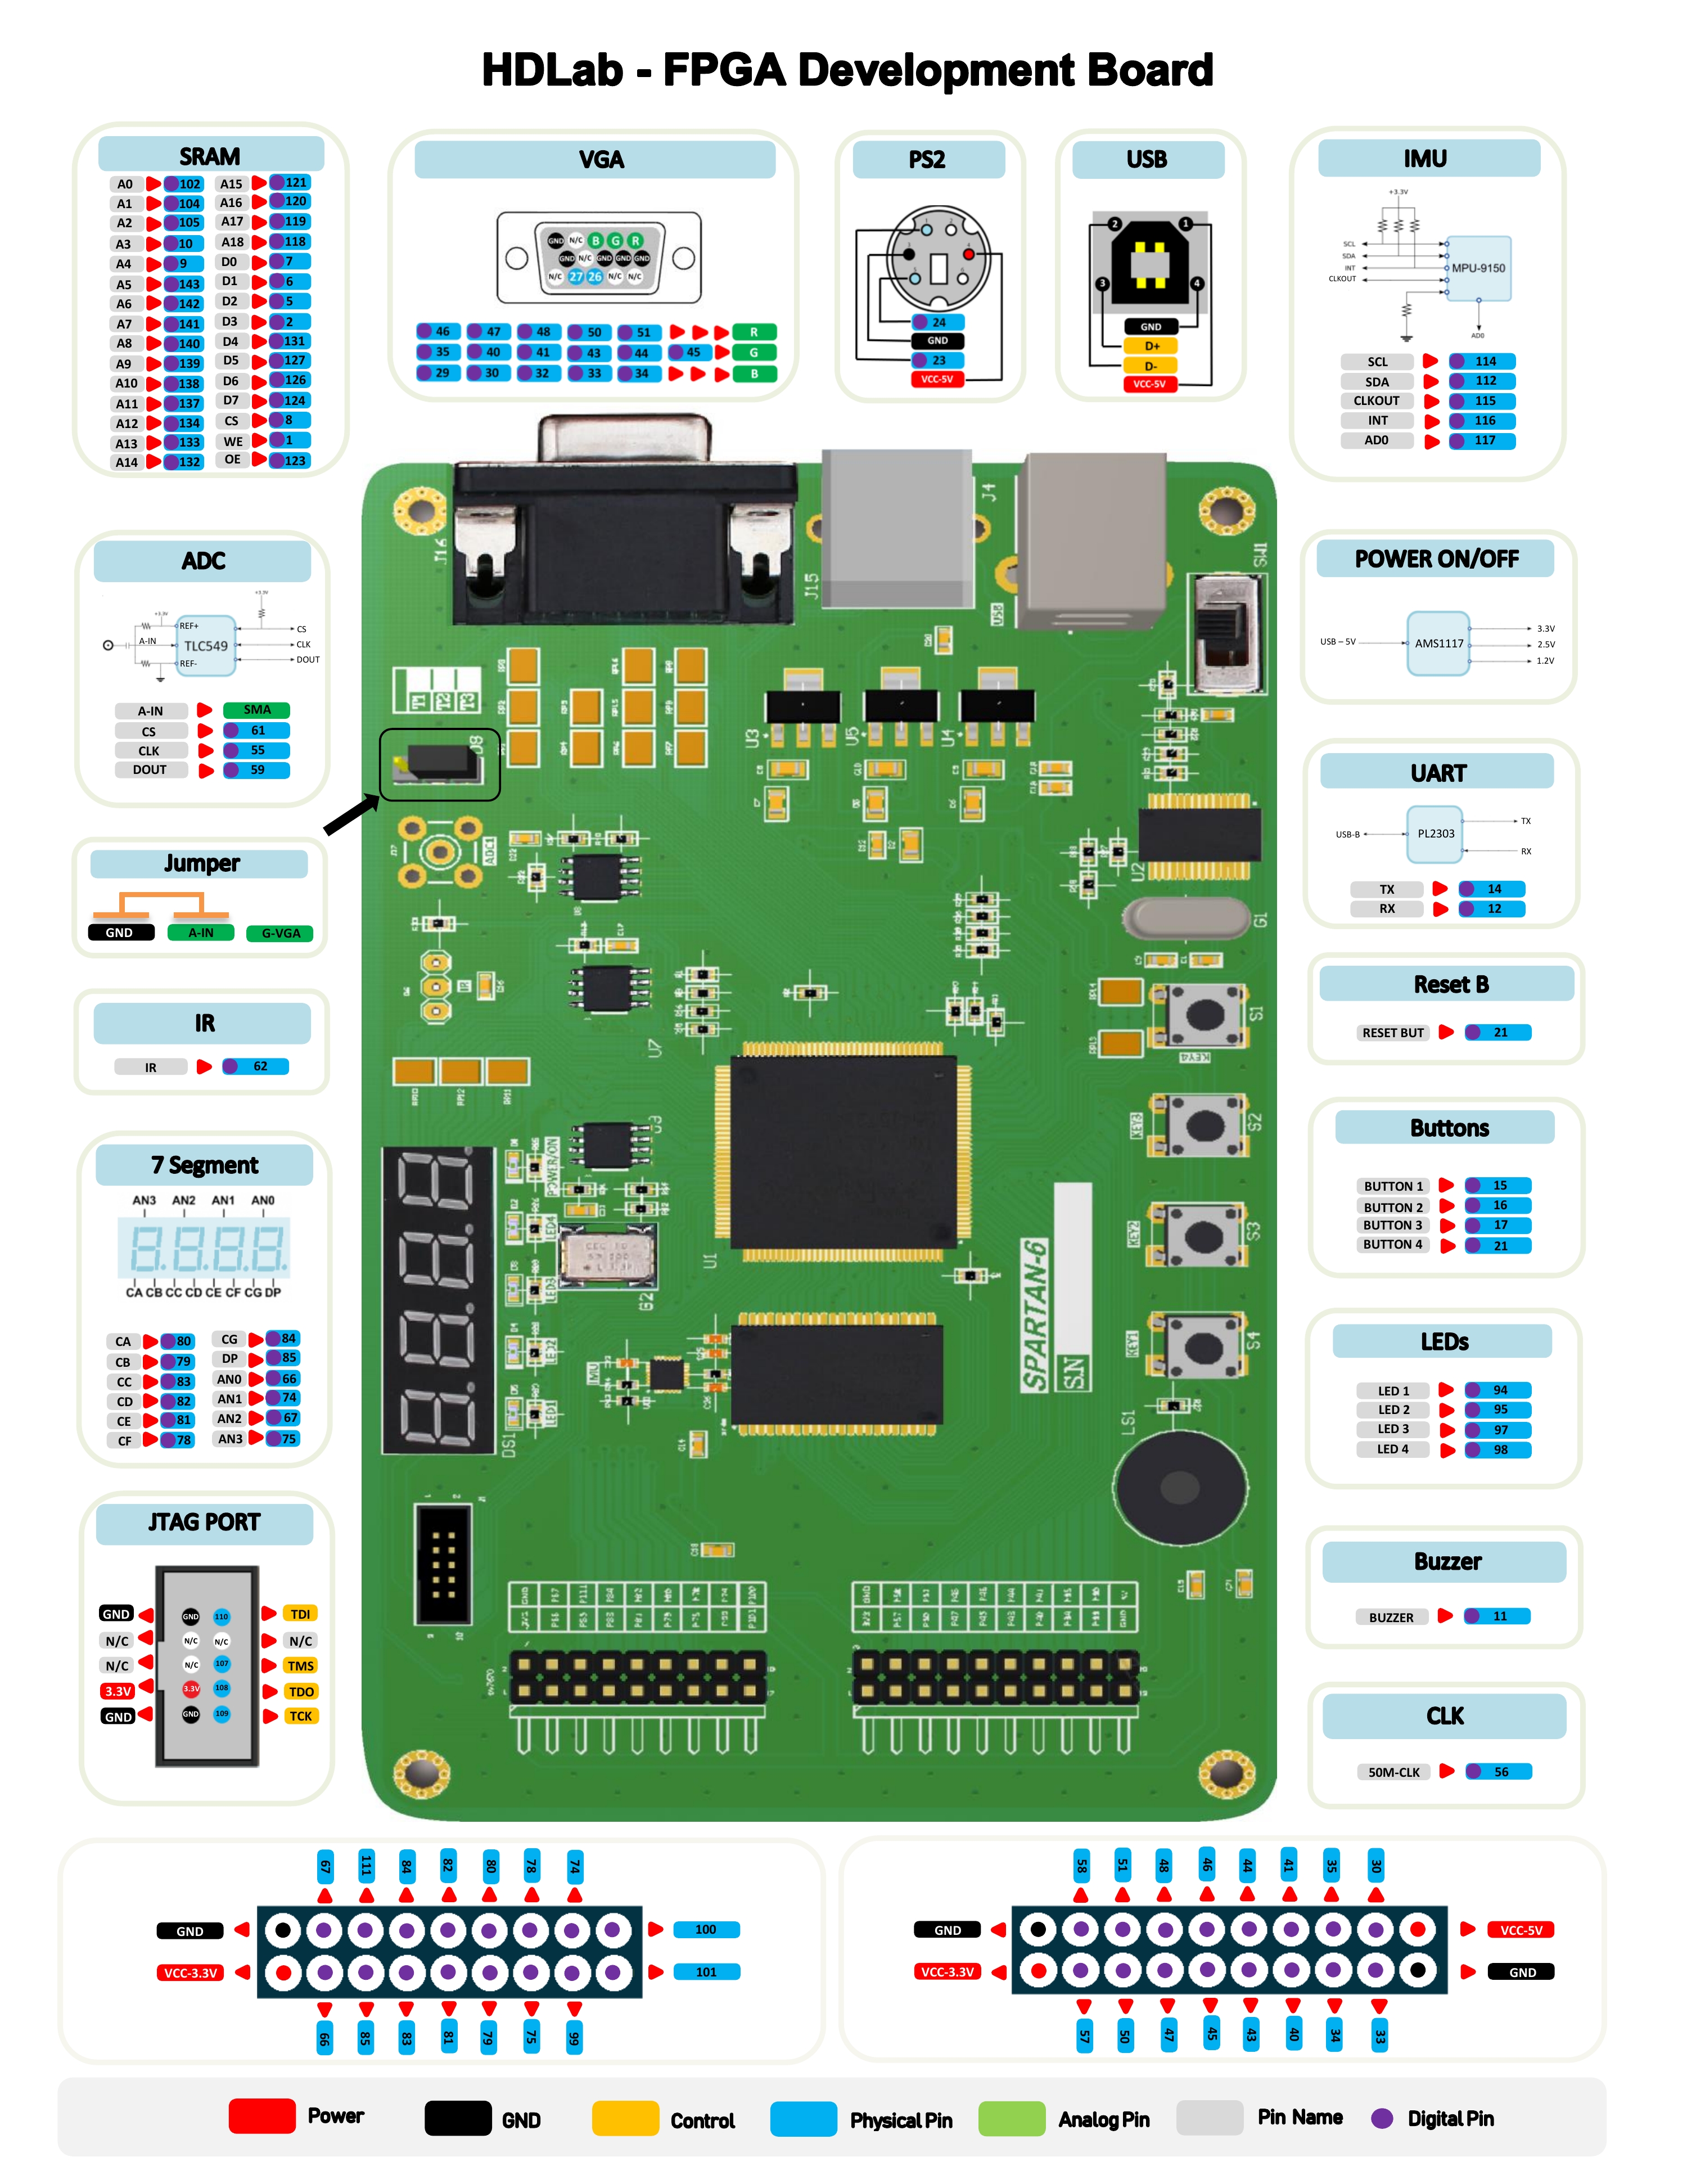 HDLab - FPGA Development Board
SRAM
A0 102 A15 121
A1 104 A16 120
A2 105 A17 119
A3 10 A18 118
A4 9 D0 7
A5 143 D1 6
A6 142 D2 5
A7 141 D3 2
A8 140 D4 131
A9 139 D5 127
A10 138 D6 126
A11 137 D7 124
A12 134 CS 8
A13 133 WE 1
A14 132 OE 123
VGA
GND N/C B G R
GND N/C GND GND GND
N/C 27 26 N/C N/C
46 47 48 50 51 R
35 40 41 43 44 45 G
29 30 32 33 34 B
PS2
24
GND
23
VCC-5V
USB
2 1
3 4
GND
D+
D-
VCC-5V
IMU
+3.3V
SCL
SDA
INT
CLKOUT
MPU-9150
AD0
SCL 114
SDA 112
CLKOUT 115
INT 116
AD0 117
ADC
+3.3V
+3.3V
REF+
A-IN
REF-
TLC549
CS
CLK
DOUT
A-IN SMA
CS 61
CLK 55
DOUT 59
Jumper
GND A-IN G-VGA
IR
IR 62
7 Segment
AN3 AN2 AN1 AN0
CA CB CC CD CE CF CG DP
CA 80 CG 84
CB 79 DP 85
CC 83 AN0 66
CD 82 AN1 74
CE 81 AN2 67
CF 78 AN3 75
JTAG PORT
GND GND 110 TDI
N/C N/C N/C N/C
N/C N/C 107 TMS
3.3V 3.3V 108 TDO
GND GND 109 TCK
POWER ON/OFF
USB – 5V AMS1117
3.3V
2.5V
1.2V
UART
USB-B PL2303
TX
RX
TX 14
RX 12
Reset B
RESET BUT 21
Buttons
BUTTON 1 15
BUTTON 2 16
BUTTON 3 17
BUTTON 4 21
LEDs
LED 1 94
LED 2 95
LED 3 97
LED 4 98
Buzzer
BUZZER 11
CLK
50M-CLK 56
J16
J15
J4
USB
SW1
T1
T2
T3
D9
U3
U5
U4
ADC1
U2
G1
IR
U7
S1
KEY4
S2
KEY3
S3
KEY2
S4
KEY1
POWER/ON
U1
G2
IMU
SPARTAN-6
SN
LS1
DS1
LED1
67 111 84 82 80 78 74
GND 100
VCC-3.3V 101
66 85 83 81 79 75 99
58 51 48 46 44 41 35 30
GND VCC-5V
VCC-3.3V GND
57 50 47 45 43 40 34 33
Power
GND
Control
Physical Pin
Analog Pin
Pin Name
Digital Pin